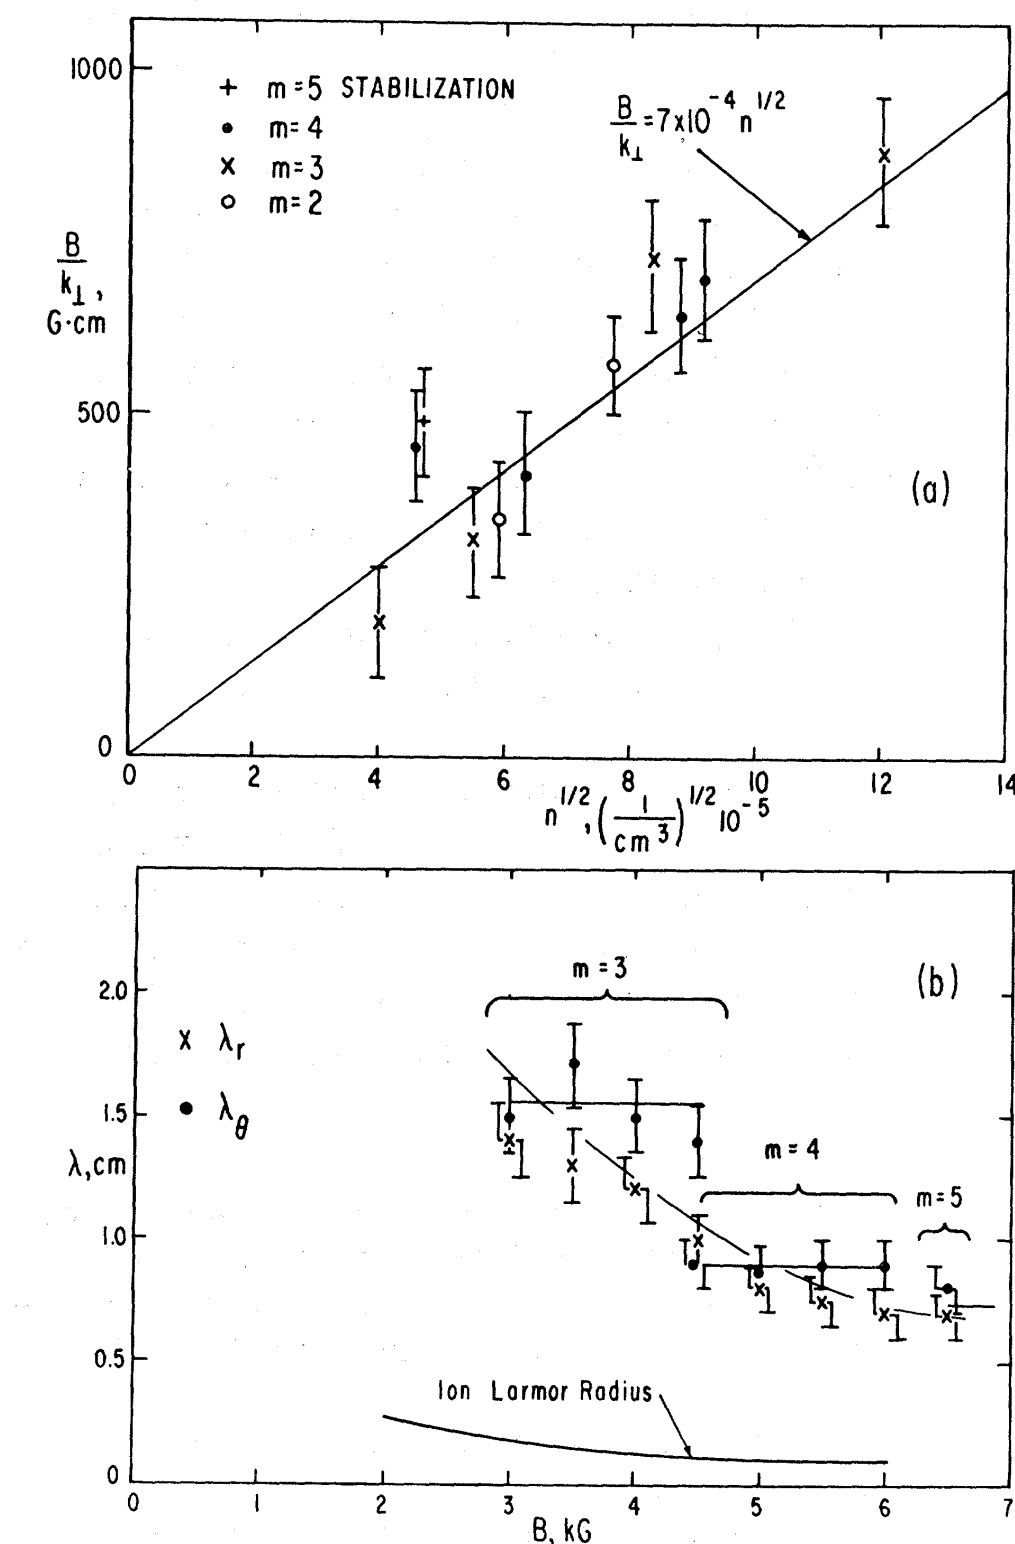 1000
+ m=5 STABILIZATION
• m=4
x m=3
o m=2
B/k⊥ = 7x10^-4 n^1/2
B/k⊥,
G·cm
500
(a)
0
0 2 4 6 8 10 12 14
n^1/2, (1/cm^3)^1/2 10^-5
m=3
(b)
2.0
x λr
• λθ
1.5
λ,cm
m=4
m=5
1.0
0.5
Ion Larmor Radius
0
0 1 2 3 4 5 6 7
B, kG